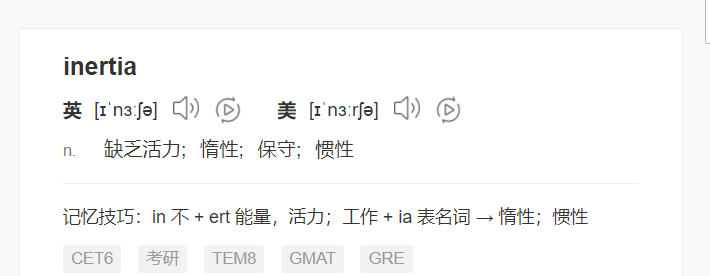 inertia
英 [ɪˈnɜːʃə] 美 [ɪˈnɜːrʃə]
n. 缺乏活力；惰性；保守；惯性
记忆技巧：in 不 + ert 能量，活力；工作 + ia 表名词 → 惰性；惯性
CET6 考研 TEM8 GMAT GRE